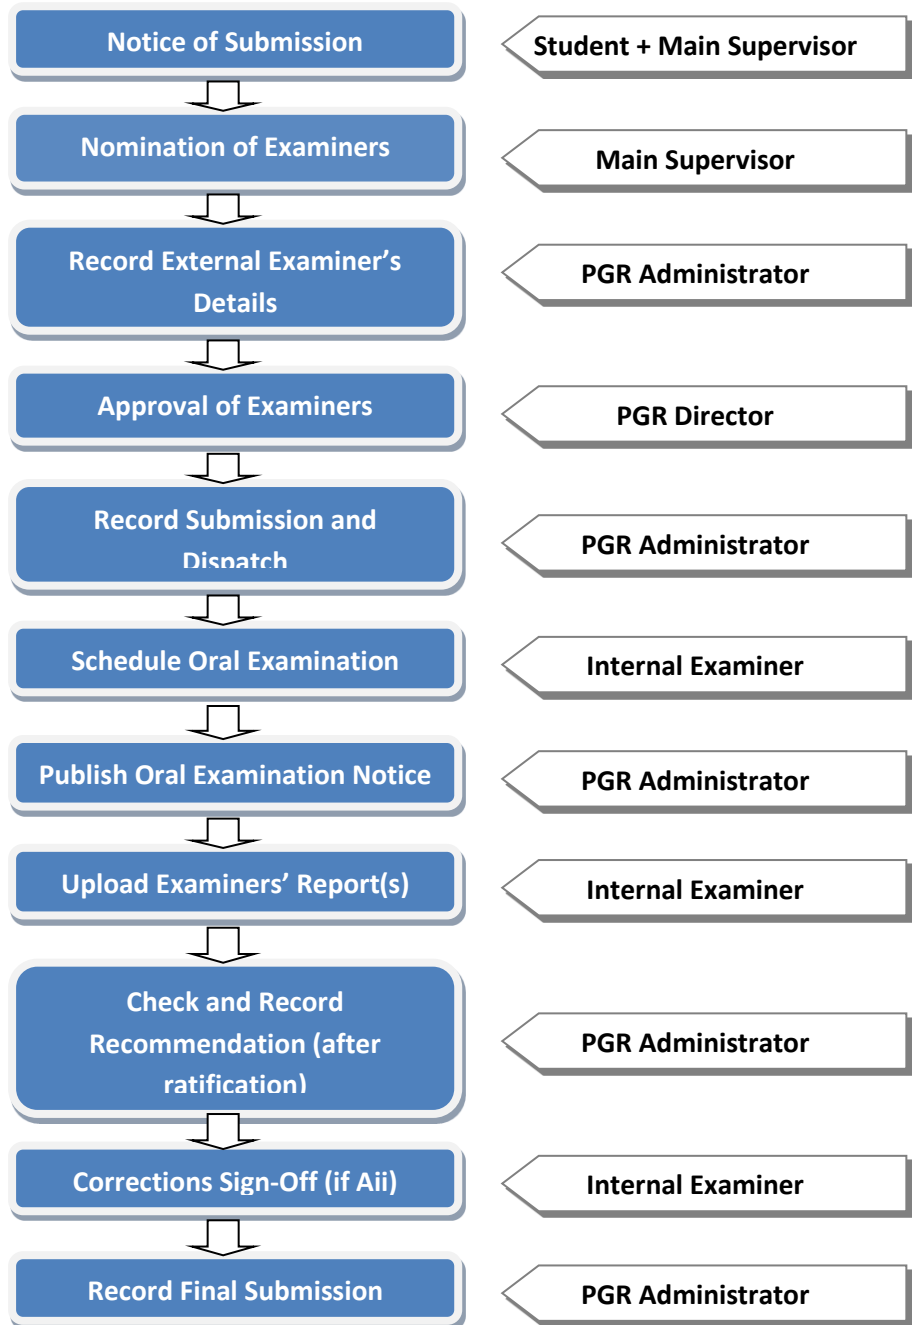 Notice of Submission
Student + Main Supervisor
Nomination of Examiners
Main Supervisor
Record External Examiner’s
Details
PGR Administrator
Approval of Examiners
PGR Director
Record Submission and
Dispatch
PGR Administrator
Schedule Oral Examination
Internal Examiner
Publish Oral Examination Notice
PGR Administrator
Upload Examiners’ Report(s)
Internal Examiner
Check and Record
Recommendation (after
ratification)
PGR Administrator
Corrections Sign-Off (if Aii)
Internal Examiner
Record Final Submission
PGR Administrator